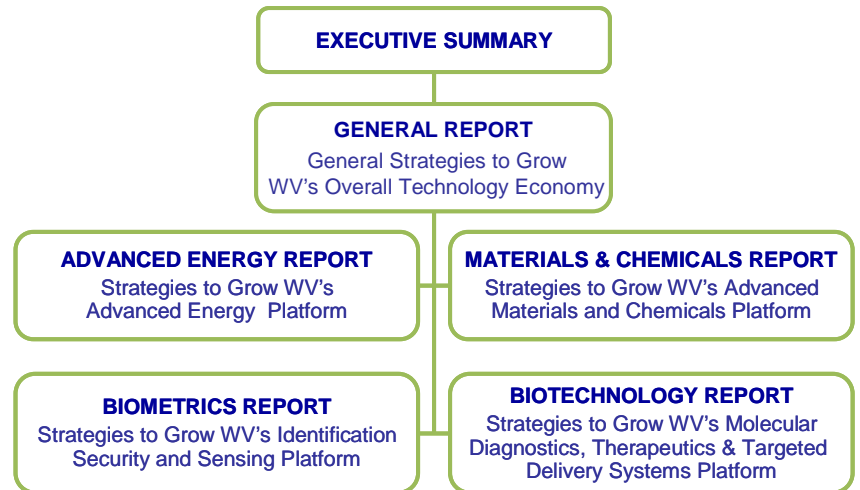 EXECUTIVE SUMMARY
GENERAL REPORT
General Strategies to Grow
WV's Overall Technology Economy
ADVANCED ENERGY REPORT
Strategies to Grow WV's
Advanced Energy Platform
MATERIALS & CHEMICALS REPORT
Strategies to Grow WV's Advanced
Materials and Chemicals Platform
BIOMETRICS REPORT
Strategies to Grow WV's Identification
Security and Sensing Platform
BIOTECHNOLOGY REPORT
Strategies to Grow WV's Molecular
Diagnostics, Therapeutics & Targeted
Delivery Systems Platform